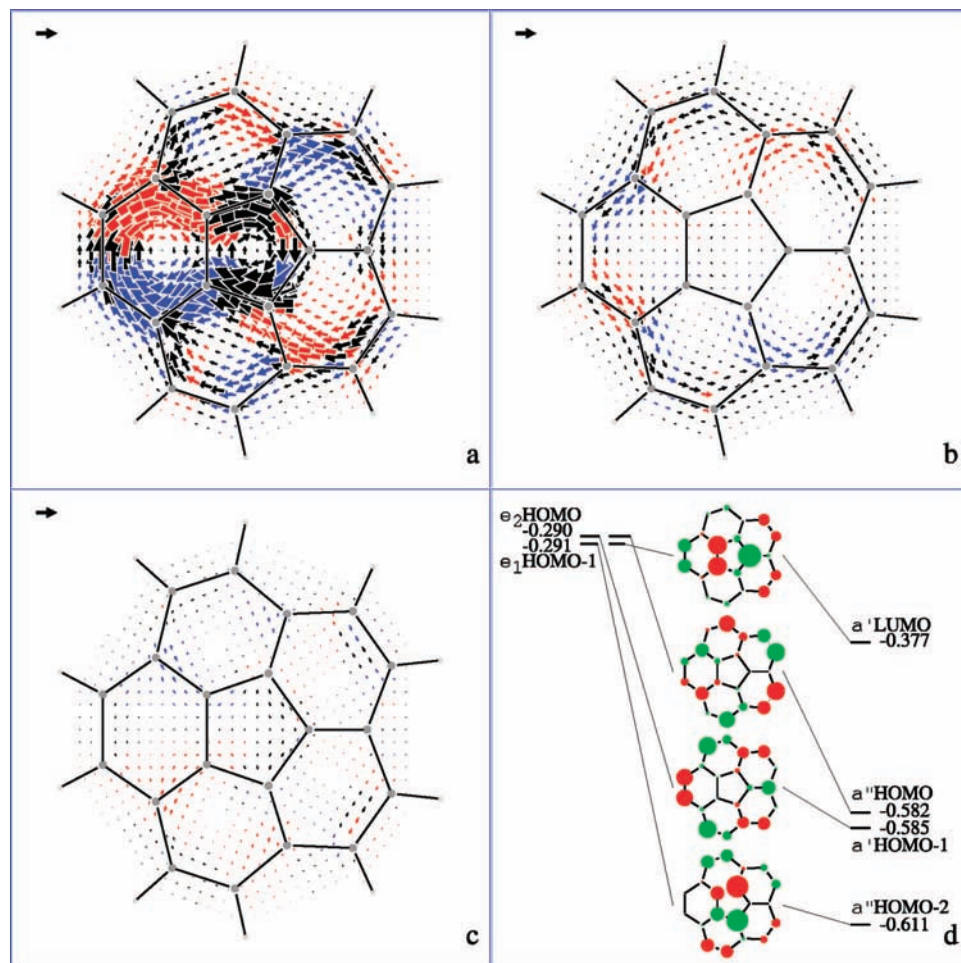 a
b
c
e₂HOMO
-0.290
-0.291
e₁HOMO-1
a'LUMO
-0.377
a"HOMO
-0.582
-0.585
a'HOMO-1
a"HOMO-2
-0.611
d